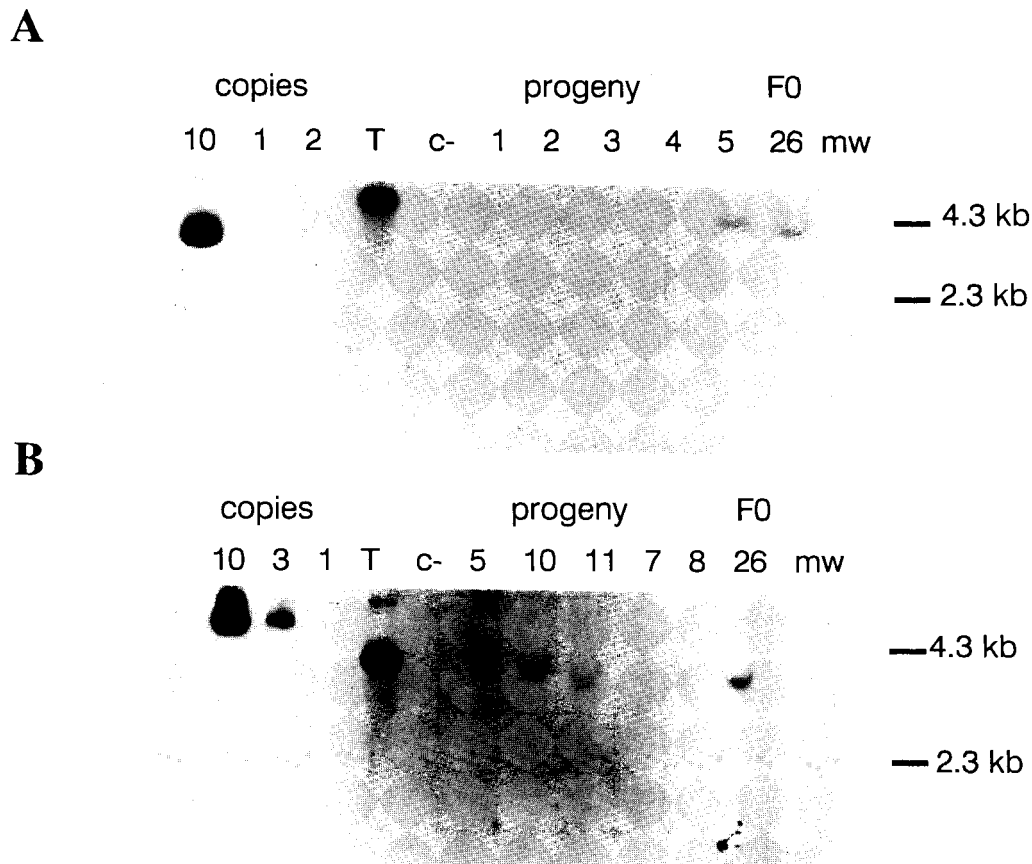 A
copies progeny F0
10 1 2 T c- 1 2 3 4 5 26 mw
4.3 kb
2.3 kb
B
copies progeny F0
10 3 1 T c- 5 10 11 7 8 26 mw
4.3 kb
2.3 kb